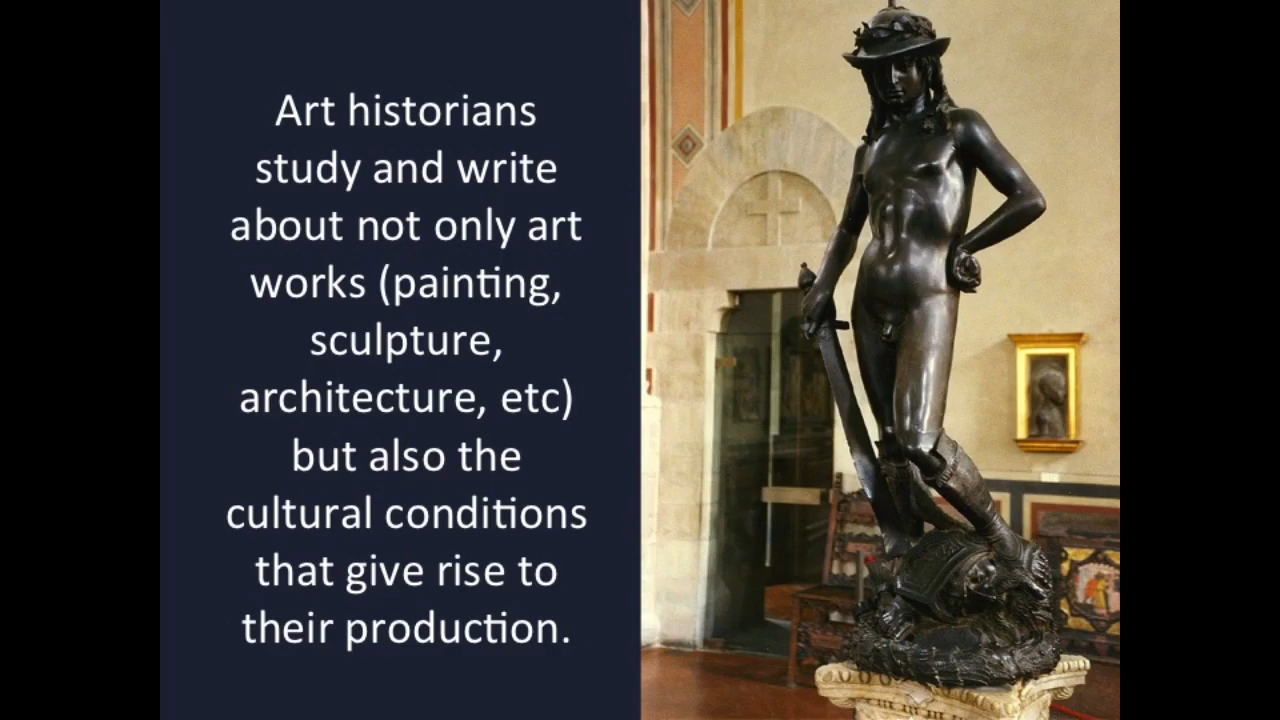 Art historians
study and write
about not only art
works (painting,
sculpture,
architecture, etc)
but also the
cultural conditions
that give rise to
their production.